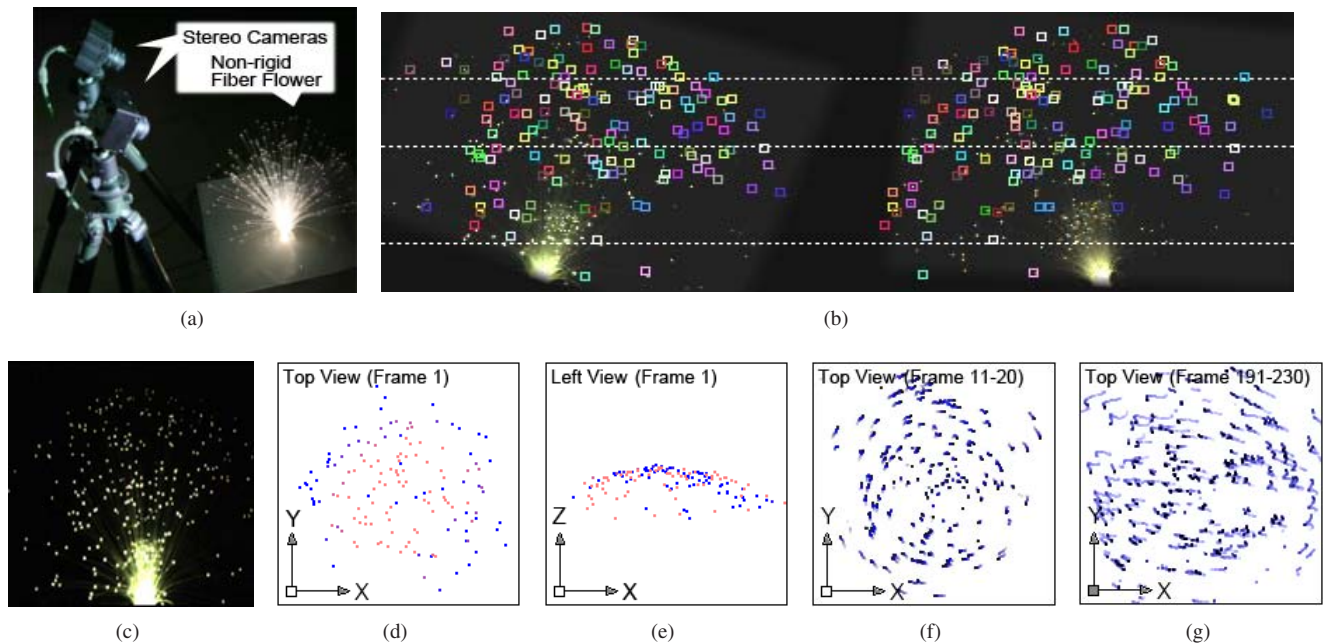 Stereo Cameras
Non-rigid
Fiber Flower
(a)
(b)
Top View (Frame 1)
Y
X
Left View (Frame 1)
Z
X
Top View (Frame 11-20)
Y
X
Top View (Frame 191-230)
Y
X
(c)
(d)
(e)
(f)
(g)